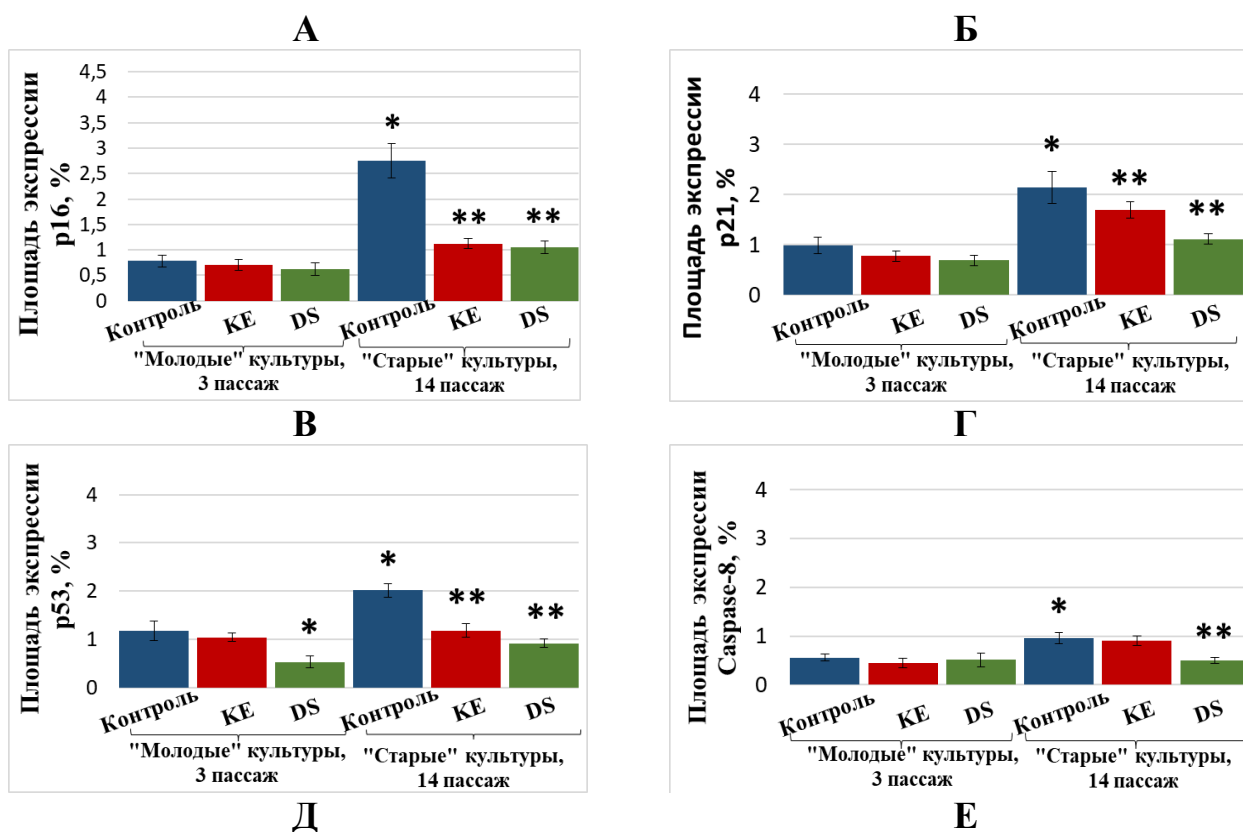 А
Площадь экспрессии
p16, %
4,5
4
3,5
3
2,5
2
1,5
1
0,5
0
*
**
**
Контроль
KE
DS
Контроль
KE
DS
"Молодые" культуры,
3 пассаж
"Старые" культуры,
14 пассаж
Б
Площадь экспрессии
p21, %
4
3
2
1
0
*
**
**
Контроль
KE
DS
Контроль
KE
DS
"Молодые" культуры,
3 пассаж
"Старые" культуры,
14 пассаж
В
Площадь экспрессии
p53, %
4
3
2
1
0
*
*
**
**
Контроль
KE
DS
Контроль
KE
DS
"Молодые" культуры,
3 пассаж
"Старые" культуры,
14 пассаж
Г
Площадь экспрессии
Caspase-8, %
4
3
2
1
0
*
**
Контроль
KE
DS
Контроль
KE
DS
"Молодые" культуры,
3 пассаж
"Старые" культуры,
14 пассаж
Д
Е